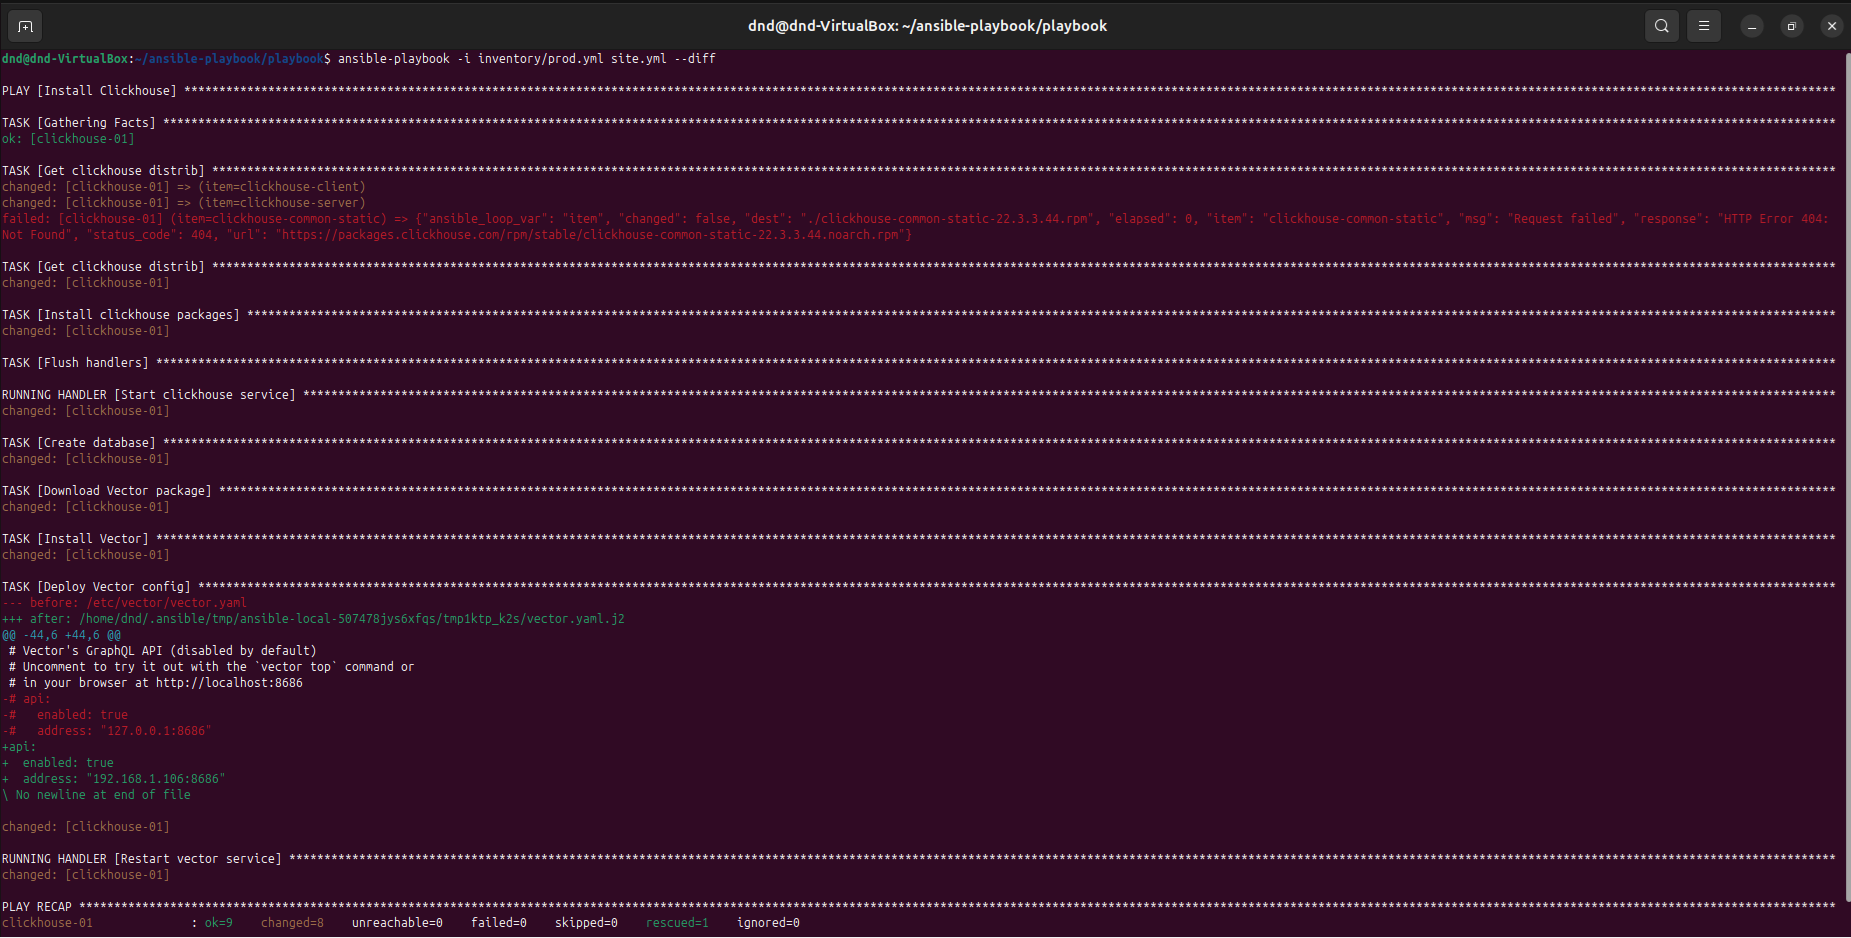 dnd@dnd-VirtualBox: ~/ansible-playbook/playbook
dnd@dnd-VirtualBox:~/ansible-playbook/playbook$ ansible-playbook -i inventory/prod.yml site.yml --diff
PLAY [Install Clickhouse] ****************************************************************
TASK [Gathering Facts] ****************************************************************
ok: [clickhouse-01]
TASK [Get clickhouse distrib] ****************************************************************
changed: [clickhouse-01] => (item=clickhouse-client)
changed: [clickhouse-01] => (item=clickhouse-server)
failed: [clickhouse-01] (item=clickhouse-common-static) => {"ansible_loop_var": "item", "changed": false, "dest": "./clickhouse-common-static-22.3.3.44.rpm", "elapsed": 0, "item": "clickhouse-common-static", "msg": "Request failed", "response": "HTTP Error 404:
Not Found", "status_code": 404, "url": "https://packages.clickhouse.com/rpm/stable/clickhouse-common-static-22.3.3.44.noarch.rpm"}
TASK [Get clickhouse distrib] ****************************************************************
changed: [clickhouse-01]
TASK [Install clickhouse packages] ****************************************************************
changed: [clickhouse-01]
TASK [Flush handlers] ****************************************************************
RUNNING HANDLER [Start clickhouse service] ****************************************************************
changed: [clickhouse-01]
TASK [Create database] ****************************************************************
changed: [clickhouse-01]
TASK [Download Vector package] ****************************************************************
changed: [clickhouse-01]
TASK [Install Vector] ****************************************************************
changed: [clickhouse-01]
TASK [Deploy Vector config] ****************************************************************
--- before: /etc/vector/vector.yaml
+++ after: /home/dnd/.ansible/tmp/ansible-local-507478jys6xfqs/tmp1ktp_k2s/vector.yaml.j2
@@ -44,6 +44,6 @@
 # Vector's GraphQL API (disabled by default)
 # Uncomment to try it out with the `vector top` command or
 # in your browser at http://localhost:8686
-# api:
-#   enabled: true
-#   address: "127.0.0.1:8686"
+api:
+  enabled: true
+  address: "192.168.1.106:8686"
\ No newline at end of file
changed: [clickhouse-01]
RUNNING HANDLER [Restart vector service] ****************************************************************
changed: [clickhouse-01]
PLAY RECAP ****************************************************************
clickhouse-01              : ok=9    changed=8    unreachable=0    failed=0    skipped=0    rescued=1    ignored=0